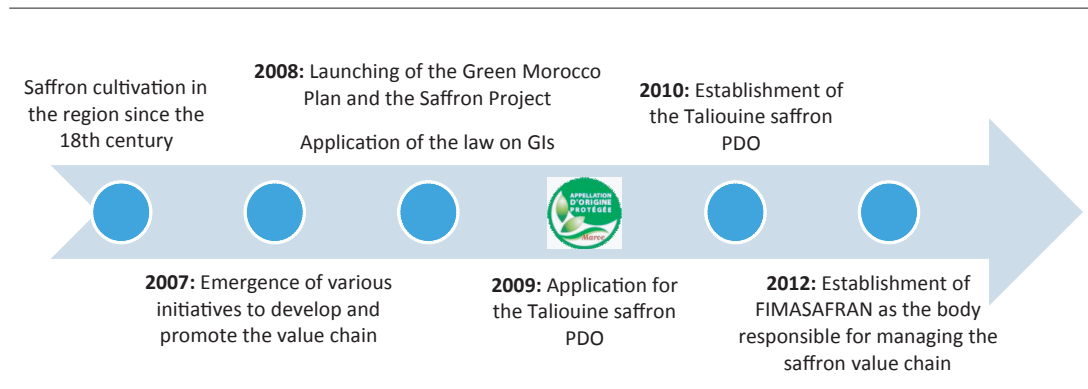 Saffron cultivation in
the region since the
18th century
2007: Emergence of various
initiatives to develop and
promote the value chain
2008: Launching of the Green Morocco
Plan and the Saffron Project
Application of the law on GIs
APPELLATION
D'ORIGINE
PROTÉGÉE
Maroc
2009: Application for
the Taliouine saffron
PDO
2010: Establishment of
the Taliouine saffron
PDO
2012: Establishment of
FIMASAFRAN as the body
responsible for managing the
saffron value chain